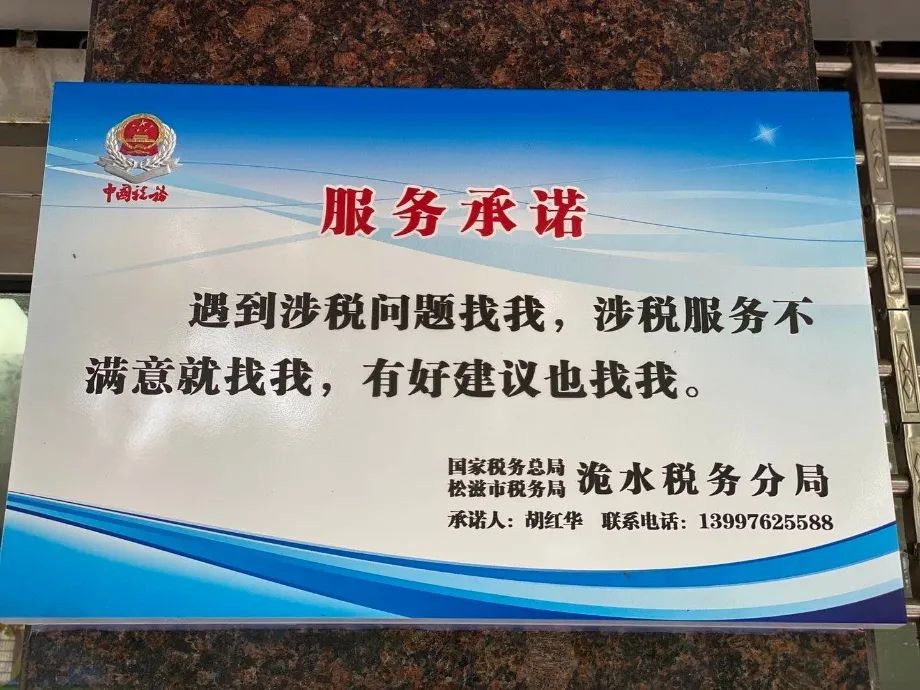 中国税务
服务承诺
遇到涉税问题找我，涉税服务不
满意就找我，有好建议也找我。
国家税务总局
松滋市税务局 洈水税务分局
承诺人：胡红华 联系电话：13997625588